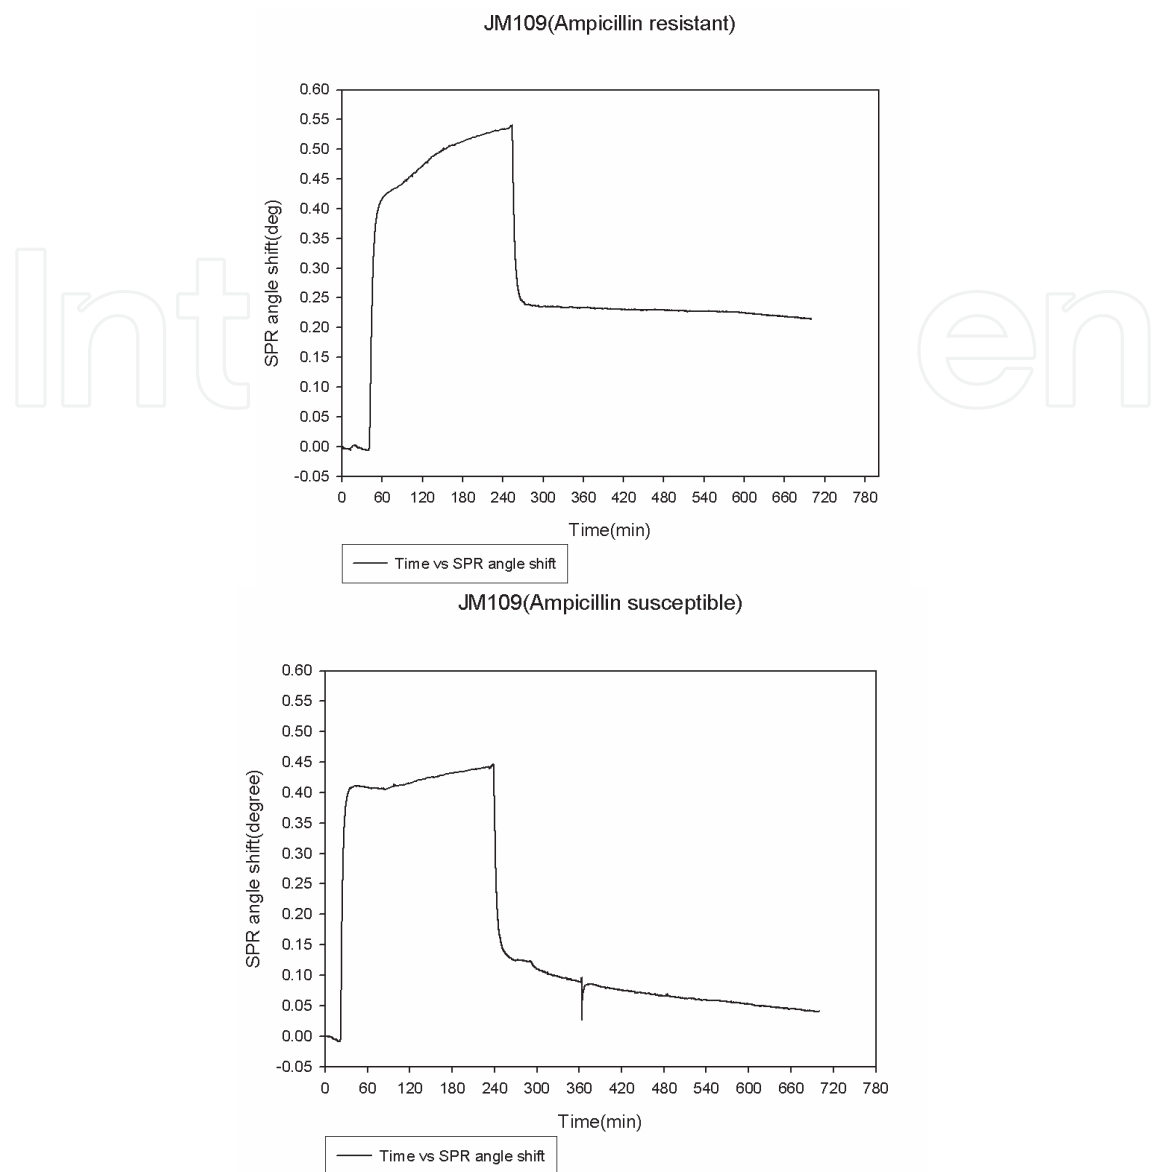 JM109(Ampicillin resistant)
0.60
0.55
0.50
0.45
0.40
0.35
0.30
0.25
0.20
0.15
0.10
0.05
0.00
-0.05
SPR angle shift(deg)
0 60 120 180 240 300 360 420 480 540 600 660 720 780
Time(min)
Time vs SPR angle shift
Int en
JM109(Ampicillin susceptible)
0.60
0.55
0.50
0.45
0.40
0.35
0.30
0.25
0.20
0.15
0.10
0.05
0.00
-0.05
SPR angle shift(degree)
0 60 120 180 240 300 360 420 480 540 600 660 720 780
Time(min)
Time vs SPR angle shift